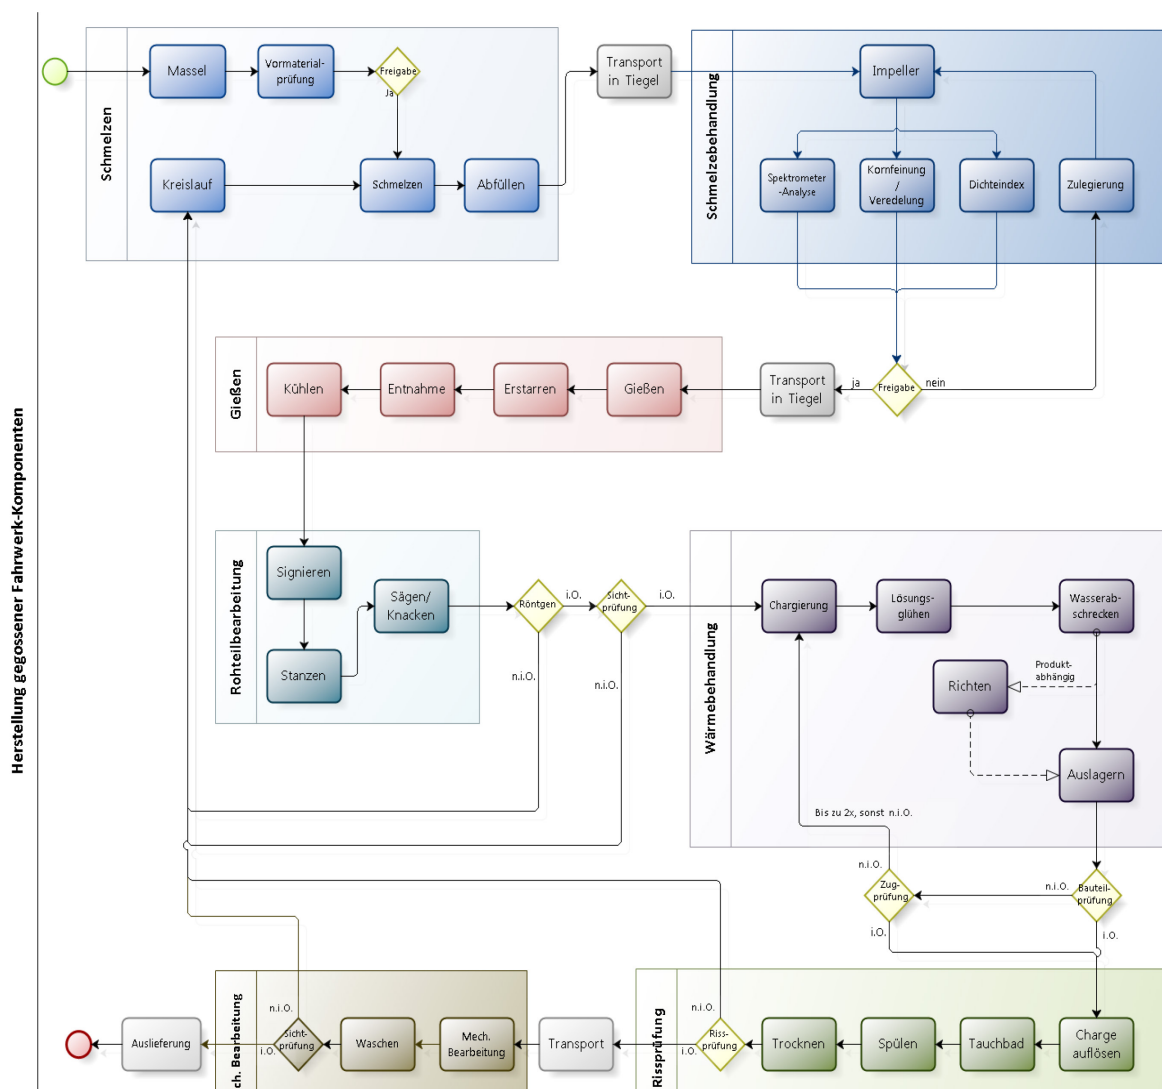 Herstellung gegossener Fahrwerk-Komponenten
Schmelzen
Massel
Vormaterial-
prüfung
Freigabe
Ja
Kreislauf
Schmelzen
Abfüllen
Transport
in Tiegel
Schmelzebehandlung
Impeller
Spektrometer
-Analyse
Kornfeinung
/
Veredelung
Dichteindex
Zulegierung
Gießen
Kühlen
Entnahme
Erstarren
Gießen
Transport
in Tiegel
ja
Freigabe
nein
Rohteilbearbeitung
Signieren
Stanzen
Sägen/
Knacken
Röntgen
i.O.
n.i.O.
Sicht-
prüfung
i.O.
n.i.O.
Wärmebehandlung
Chargierung
Lösungs-
glühen
Wasserab-
schrecken
Produkt-
abhängig
Richten
Auslagern
Bis zu 2x, sonst n.i.O.
n.i.O.
Zug-
prüfung
i.O.
n.i.O.
Bauteil-
prüfung
i.O.
ch. Bearbeitung
Auslieferung
n.i.O.
Sicht-
prüfung
i.O.
Waschen
Mech.
Bearbeitung
Transport
Rissprüfung
n.i.O.
Riss-
prüfung
i.O.
Trocknen
Spülen
Tauchbad
Charge
auflösen